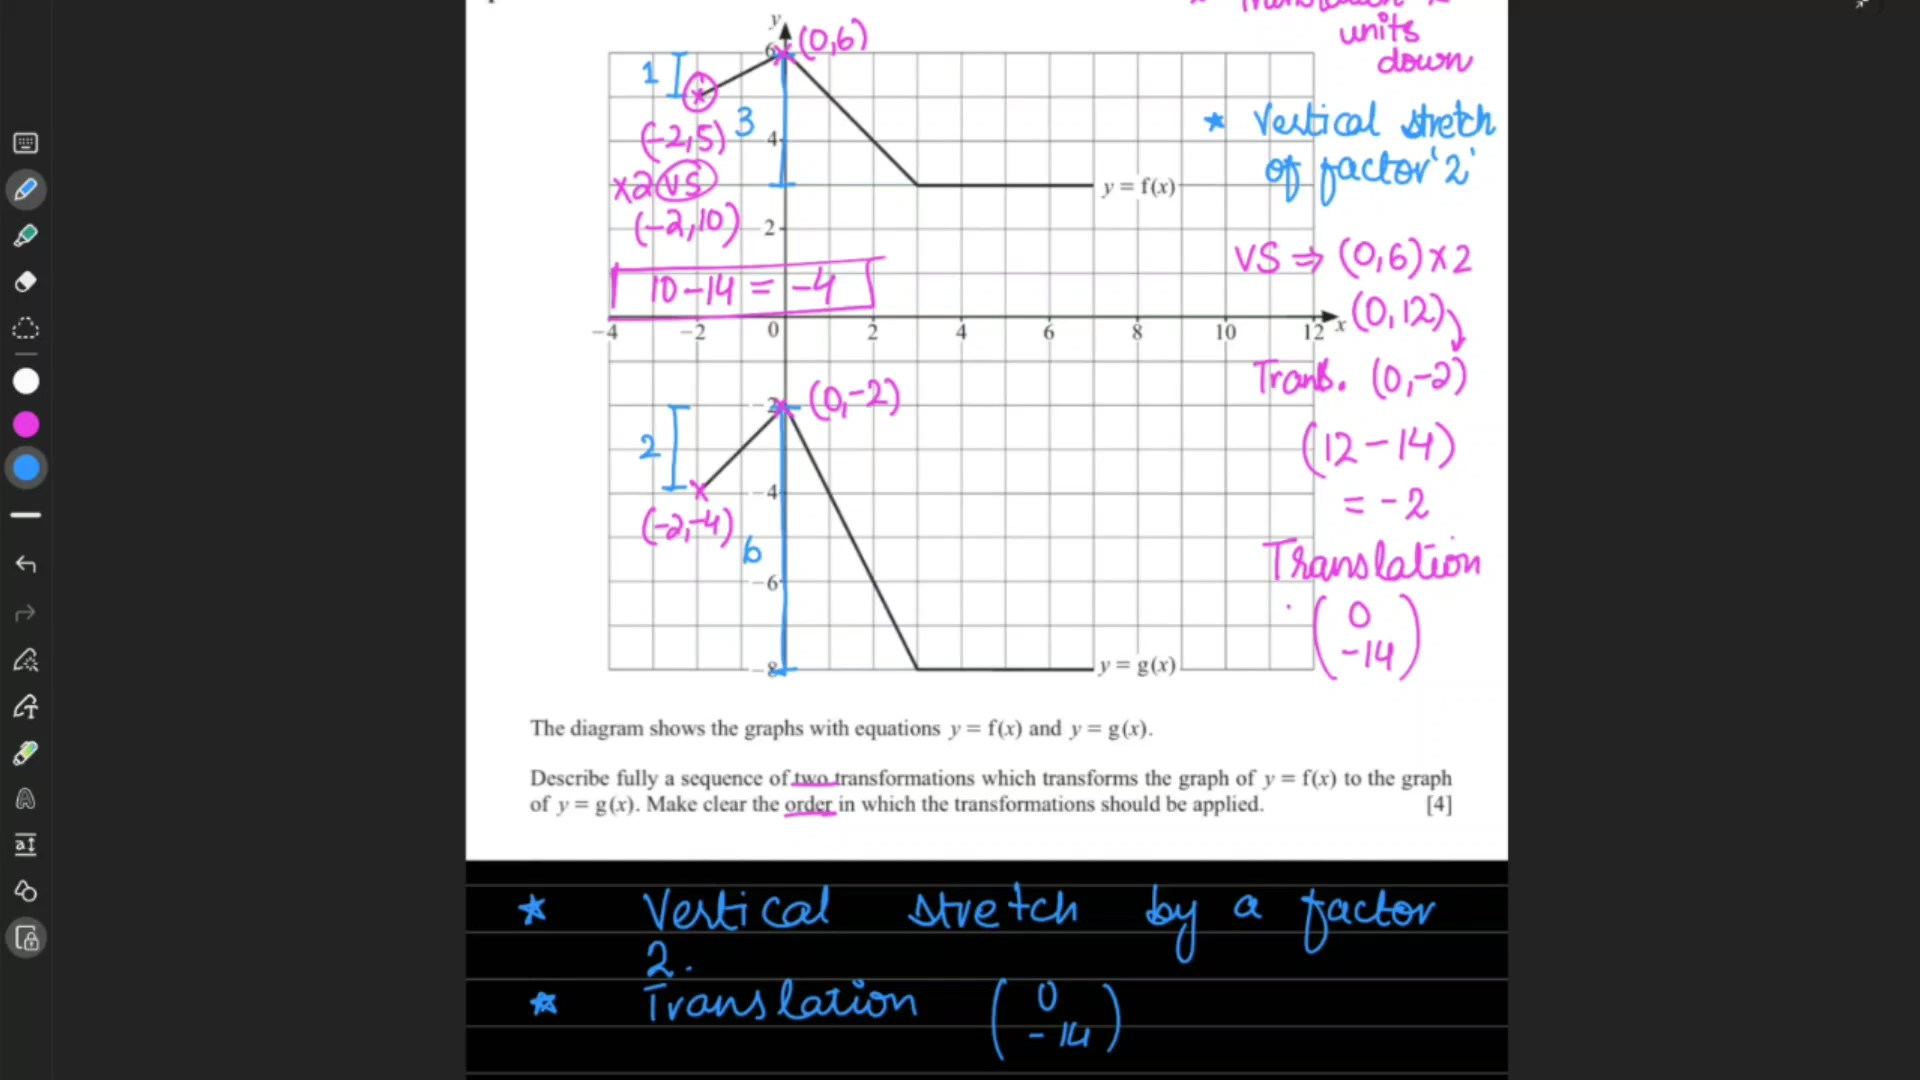 units
down
y
6
(0,6)
1
3
(-2,5)
4
★ Vertical stretch
of factor '2'
×2 VS
y = f(x)
(-2,10)
2
VS ⇒ (0,6)×2
10-14 = -4
(0,12)
-4 -2 0 2 4 6 8 10 12 x
Trans. (0,-2)
-2
(0,-2)
2
(12-14)
-4
= -2
(-2,-4)
6
Translation
-6
(0
-14)
-8
y = g(x)
The diagram shows the graphs with equations y = f(x) and y = g(x).
Describe fully a sequence of two transformations which transforms the graph of y = f(x) to the graph
of y = g(x). Make clear the order in which the transformations should be applied. [4]
★ Vertical stretch by a factor
2.
★ Translation (0
-14)